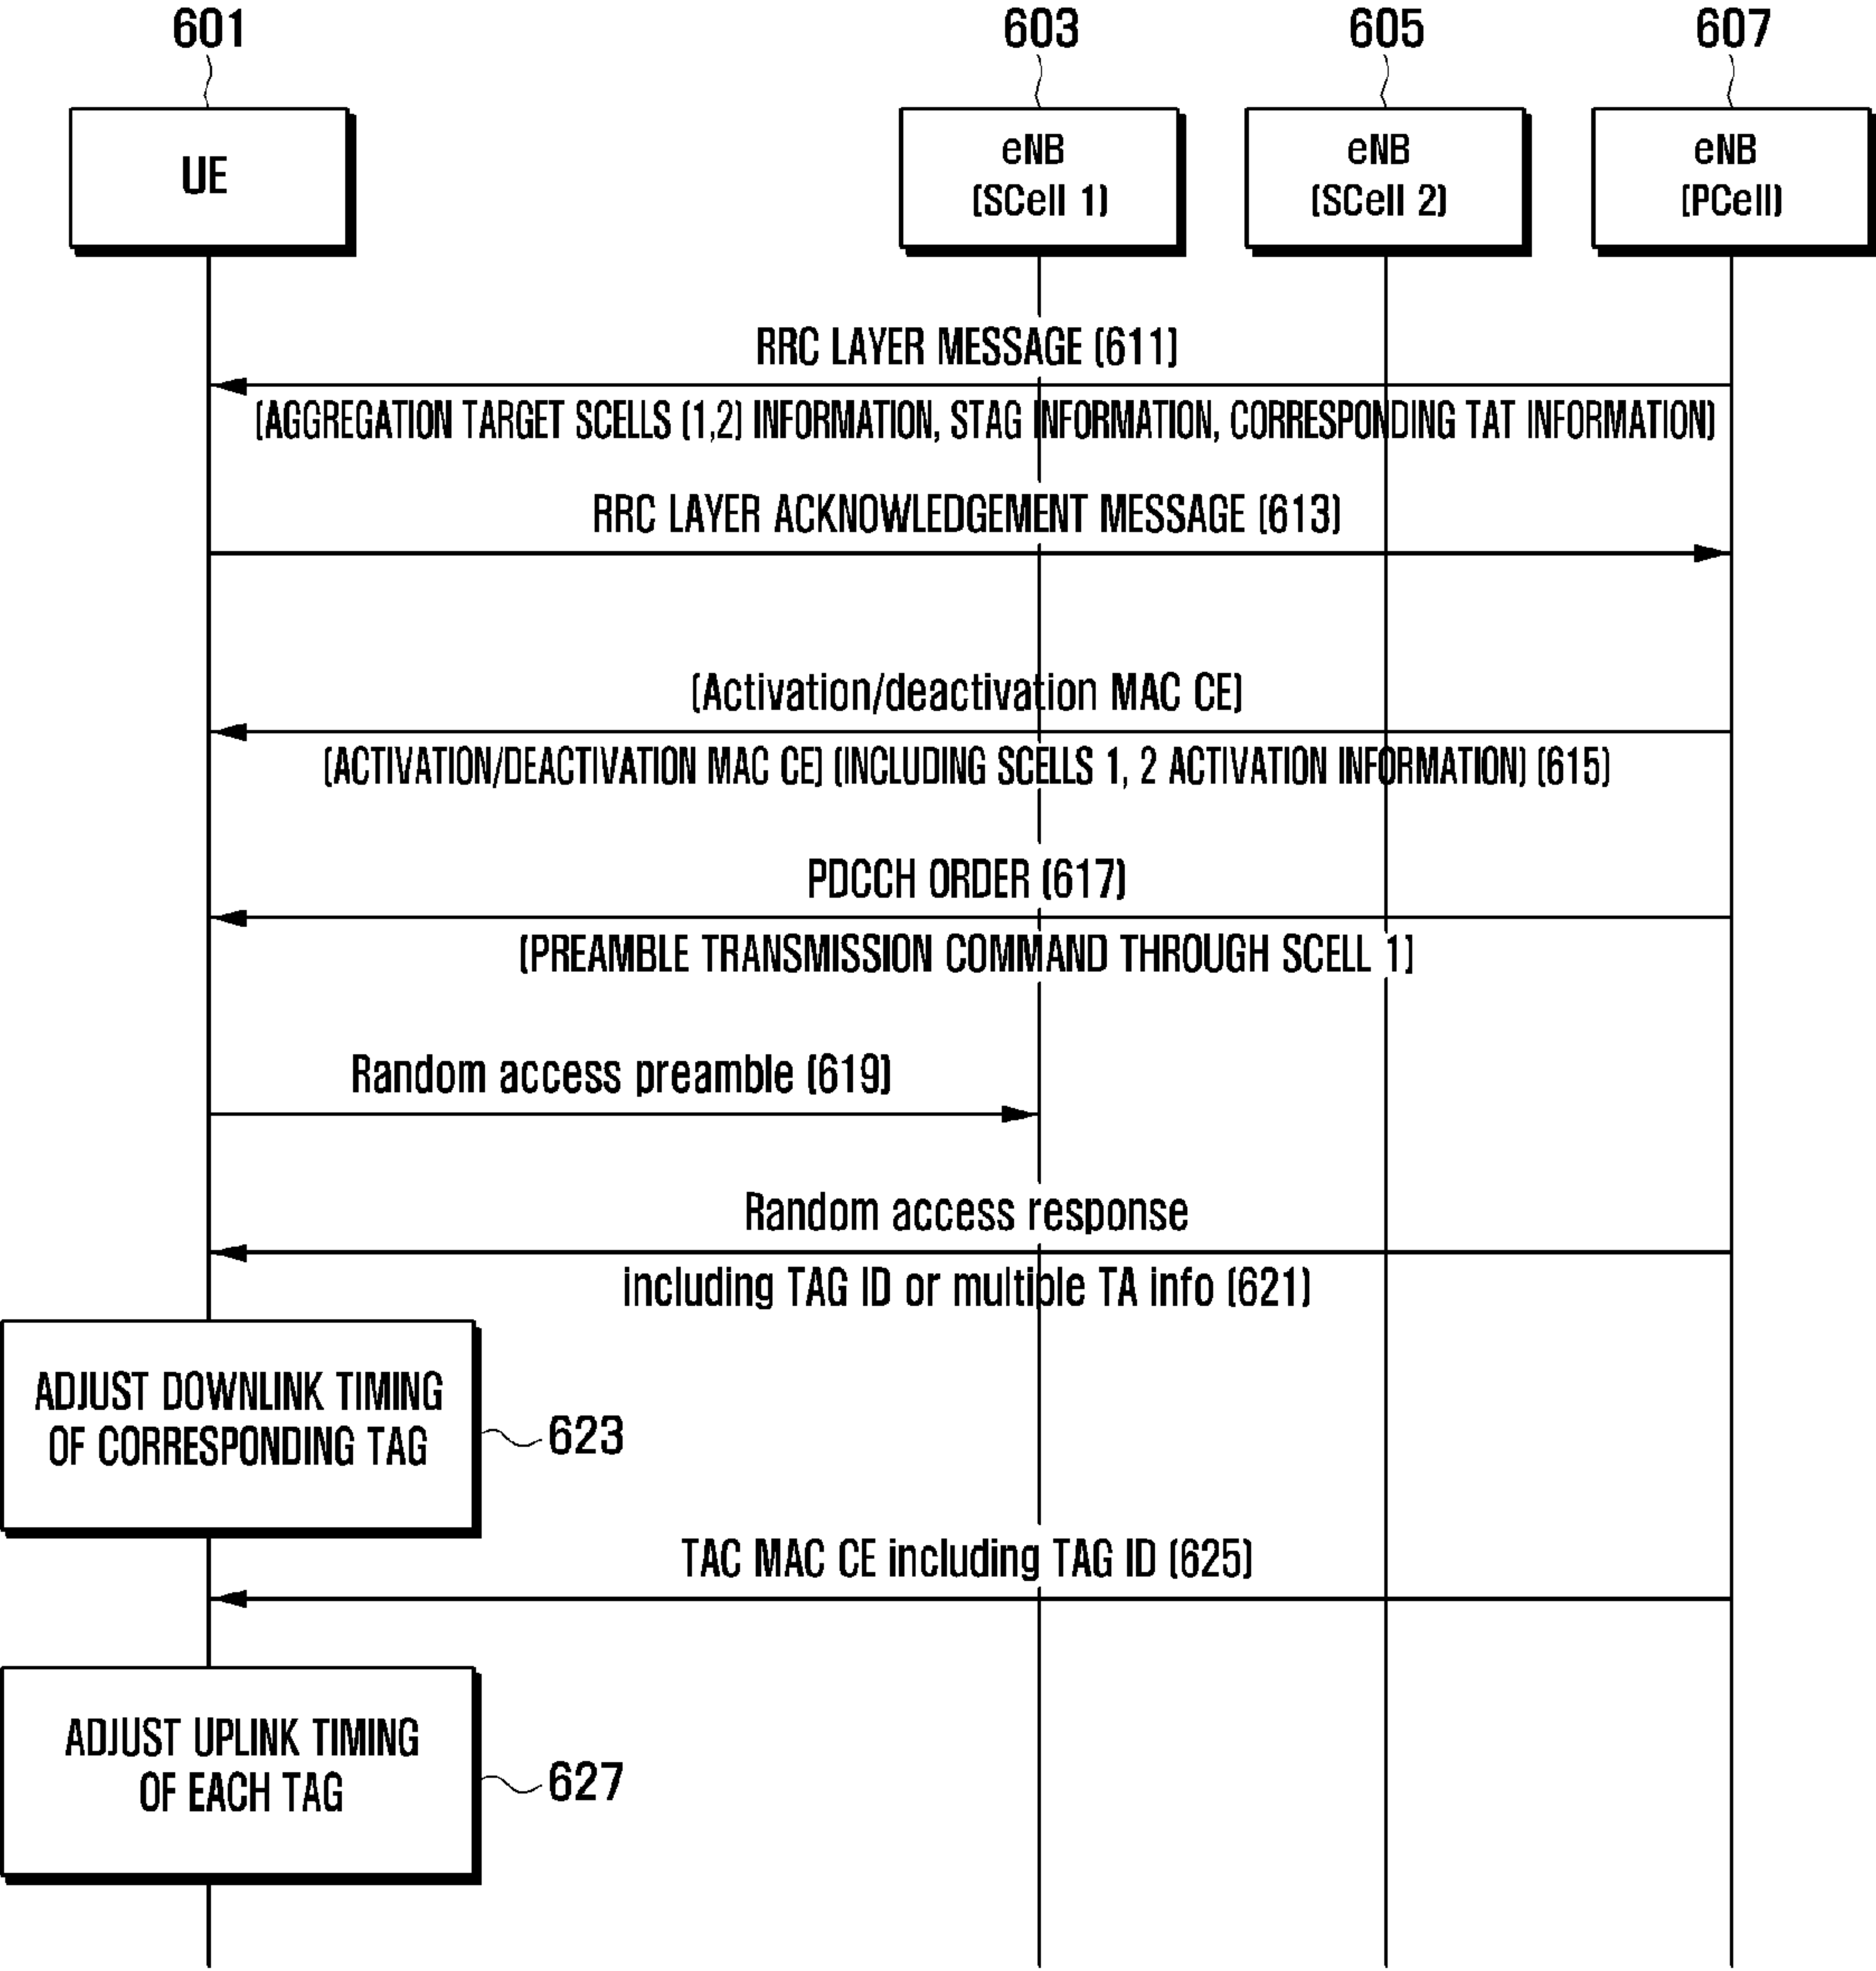 601
603
605
607
UE
eNB
(SCell 1)
eNB
(SCell 2)
eNB
(PCell)
RRC LAYER MESSAGE (611)
(AGGREGATION TARGET SCELLS (1,2) INFORMATION, STAG INFORMATION, CORRESPONDING TAT INFORMATION)
RRC LAYER ACKNOWLEDGEMENT MESSAGE (613)
(Activation/deactivation MAC CE)
(ACTIVATION/DEACTIVATION MAC CE) (INCLUDING SCELLS 1, 2 ACTIVATION INFORMATION) (615)
PDCCH ORDER (617)
(PREAMBLE TRANSMISSION COMMAND THROUGH SCELL 1)
Random access preamble (619)
Random access response
including TAG ID or multiple TA info (621)
ADJUST DOWNLINK TIMING
OF CORRESPONDING TAG
623
TAC MAC CE including TAG ID (625)
ADJUST UPLINK TIMING
OF EACH TAG
627